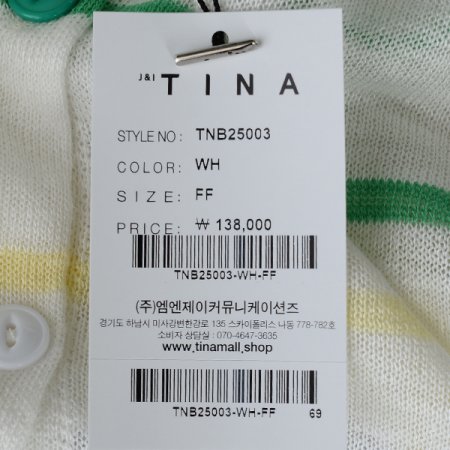 J&I
TINA
STYLE NO: TNB25003
COLOR: WH
SIZE: FF
PRICE: ₩ 138,000
TNB25003-WH-FF
(주)엠엔제이커뮤니케이션즈
경기도 하남시 미사강변한강로 135 스카이폴리스 나동 778-782호
소비자 상담실 : 070-4647-3635
www.tinamall.shop
TNB25003-WH-FF 69